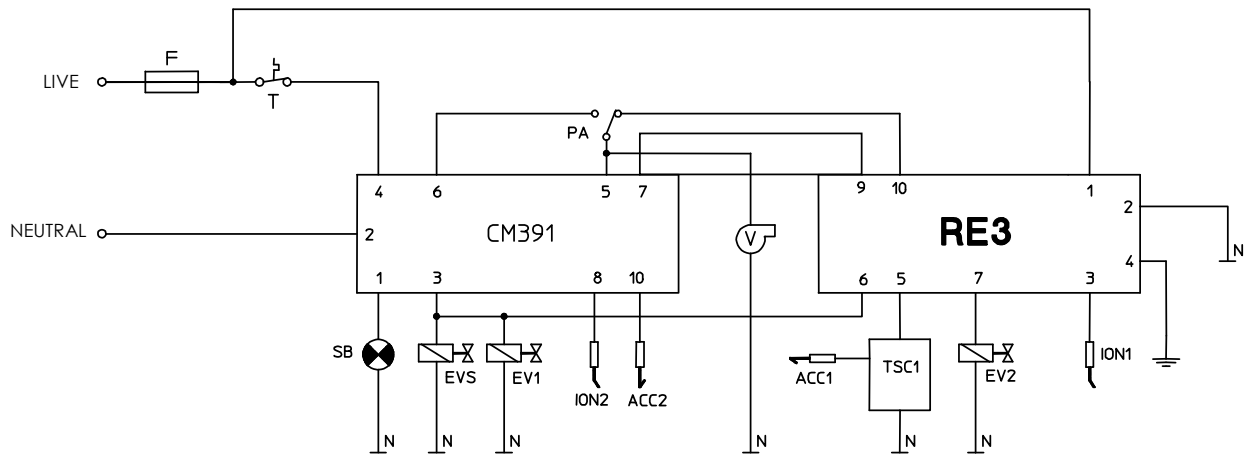 F
LIVE
T
PA
4 6 5 7 9 10 1
2
NEUTRAL 2 CM391 V RE3
N
4
1 3 8 10 6 5 7 3
SB
EVS EV1 ION2 ACC2 ACC1 TSC1 EV2 ION1
N N N N N N